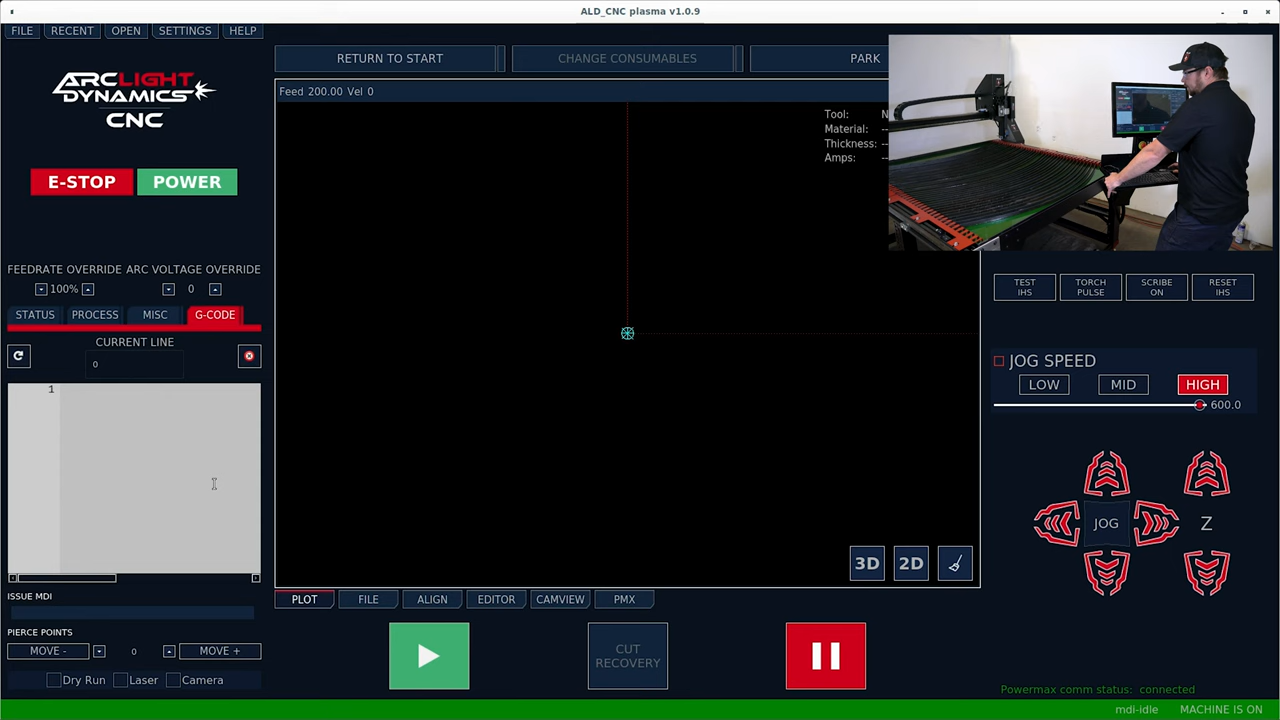 ALD_CNC plasma v1.0.9
FILE RECENT OPEN SETTINGS HELP
ARCLIGHT
DYNAMICS
CNC
E-STOP POWER
FEEDRATE OVERRIDE ARC VOLTAGE OVERRIDE
100% 0
STATUS PROCESS MISC G-CODE
CURRENT LINE
0
1
ISSUE MDI
PIERCE POINTS
MOVE - 0 MOVE +
Dry Run Laser Camera
RETURN TO START CHANGE CONSUMABLES PARK
Feed 200.00 Vel 0
Tool: N
Material: --
Thickness: --
Amps: --
3D 2D
PLOT FILE ALIGN EDITOR CAMVIEW PMX
CUT
RECOVERY
TEST
IHS
TORCH
PULSE
SCRIBE
ON
RESET
IHS
JOG SPEED
LOW MID HIGH
600.0
JOG Z
Powermax comm status: connected
mdi-idle MACHINE IS ON